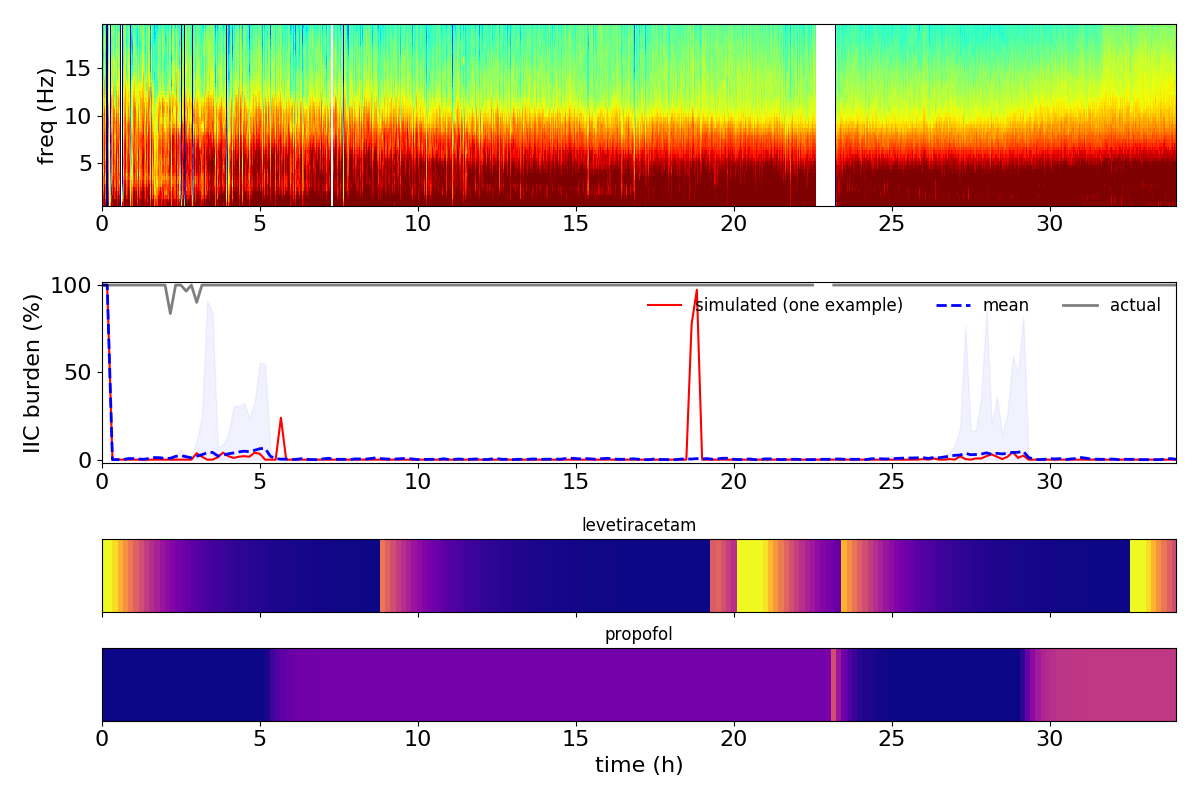 freq (Hz)
15
10
5
0 5 10 15 20 25 30
IIC burden (%)
100
50
0
simulated (one example) mean actual
0 5 10 15 20 25 30
levetiracetam
propofol
0 5 10 15 20 25 30
time (h)